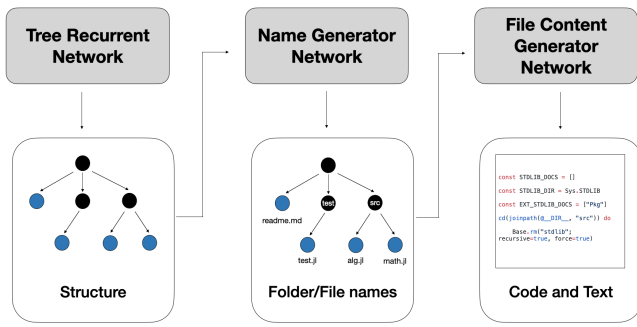 Tree Recurrent
Network
Name Generator
Network
File Content
Generator
Network
readme.md
test
src
test.jl
alg.jl
math.jl
const STDLIB_DOCS = []
const STDLIB_DIR = Sys.STDLIB
const EXT_STDLIB_DOCS = ["Pkg"]
cd(joinpath(@__DIR__, "src")) do
Base.rm("stdlib";
recursive=true, force=true)
Structure
Folder/File names
Code and Text